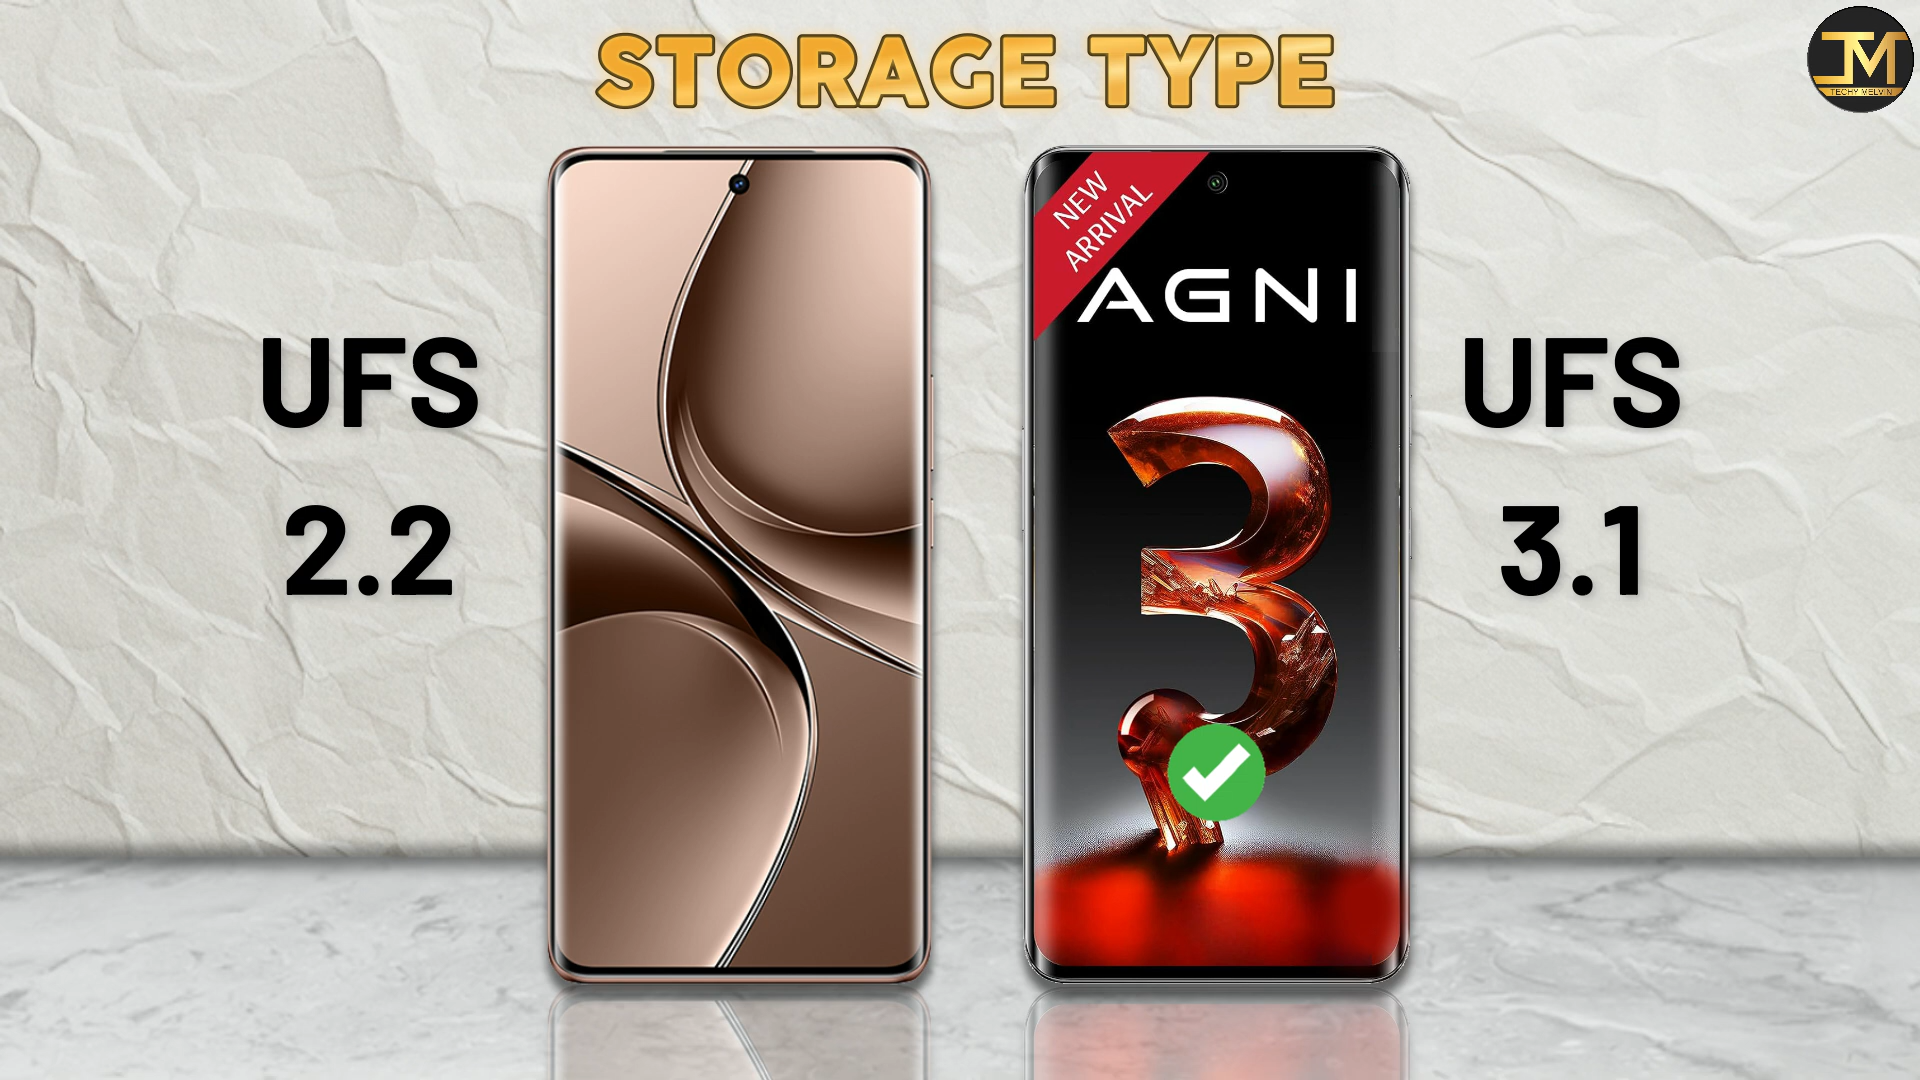 STORAGE TYPE
TECHY MELVIN
UFS
2.2
NEW
ARRIVAL
AGNI
3
UFS
3.1